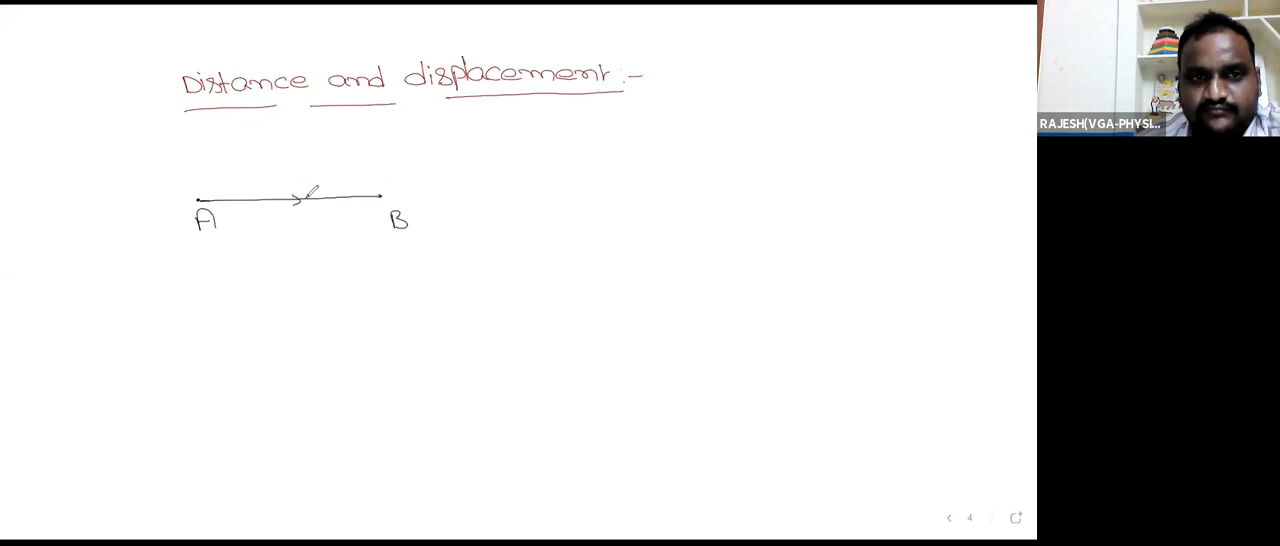 Distance and displacement :-
RAJESH(VGA-PHYSI...
A B
4